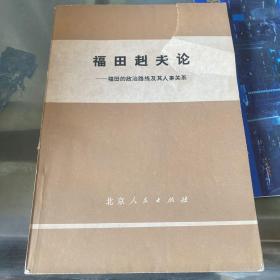 福田赳夫论
——福田的政治路线及其人事关系
北京人民出版社